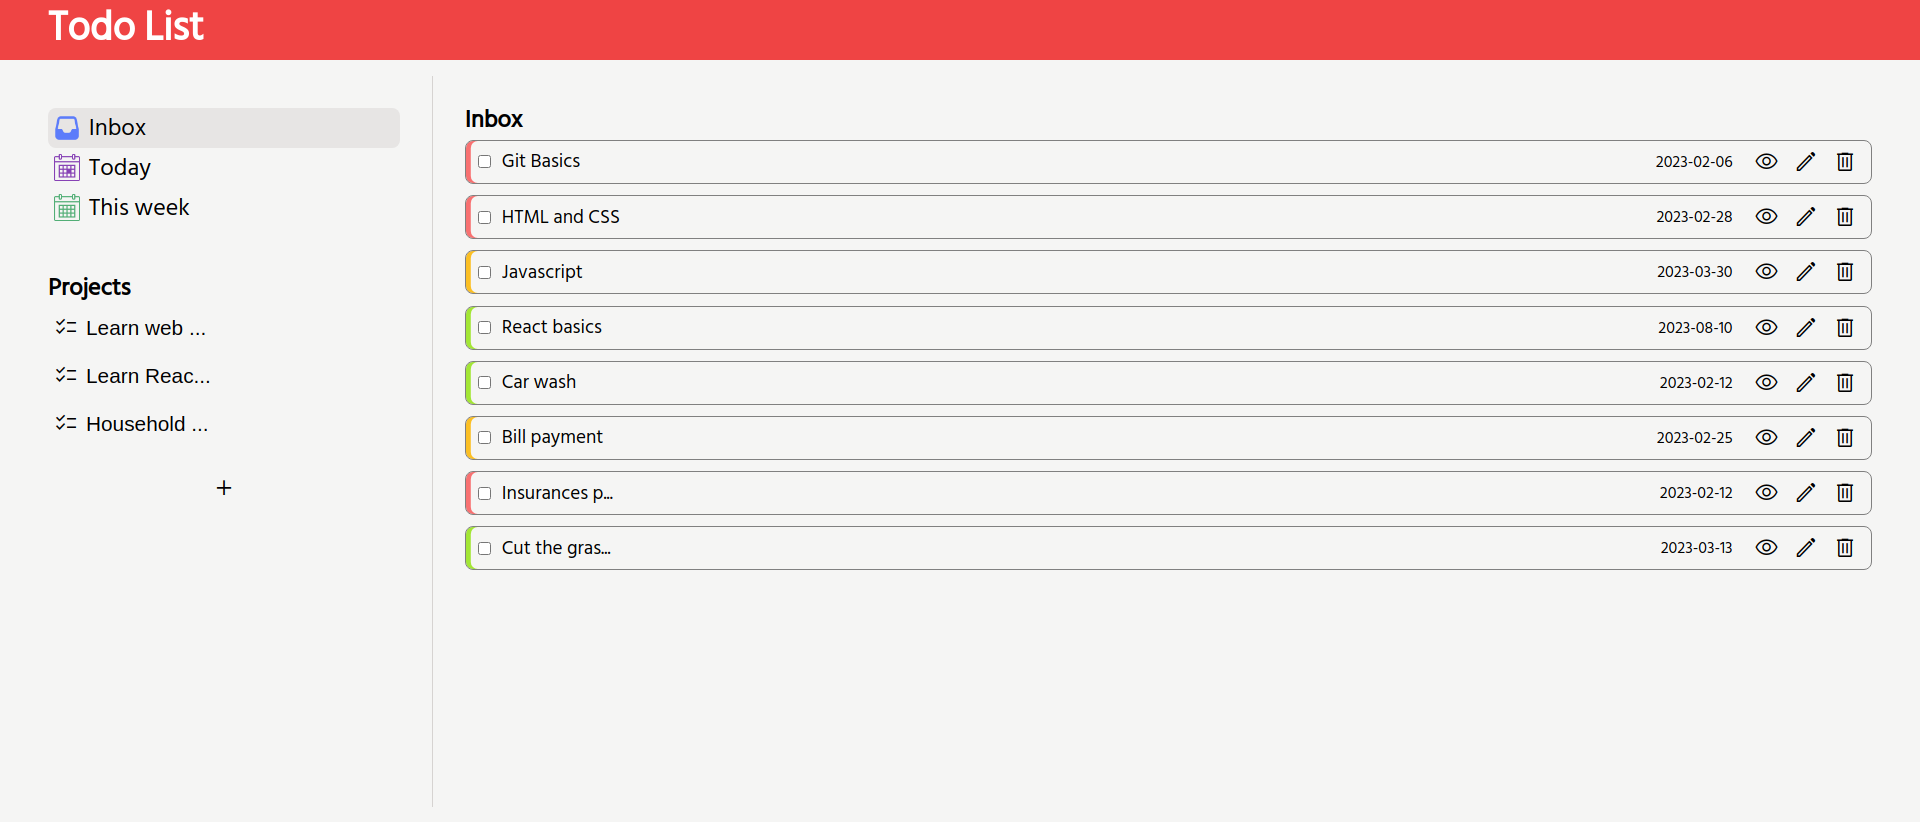 Todo List
Inbox
Today
This week
Projects
Learn web ...
Learn Reac...
Household ...
+
Inbox
Git Basics 2023-02-06
HTML and CSS 2023-02-28
Javascript 2023-03-30
React basics 2023-08-10
Car wash 2023-02-12
Bill payment 2023-02-25
Insurances p... 2023-02-12
Cut the gras... 2023-03-13